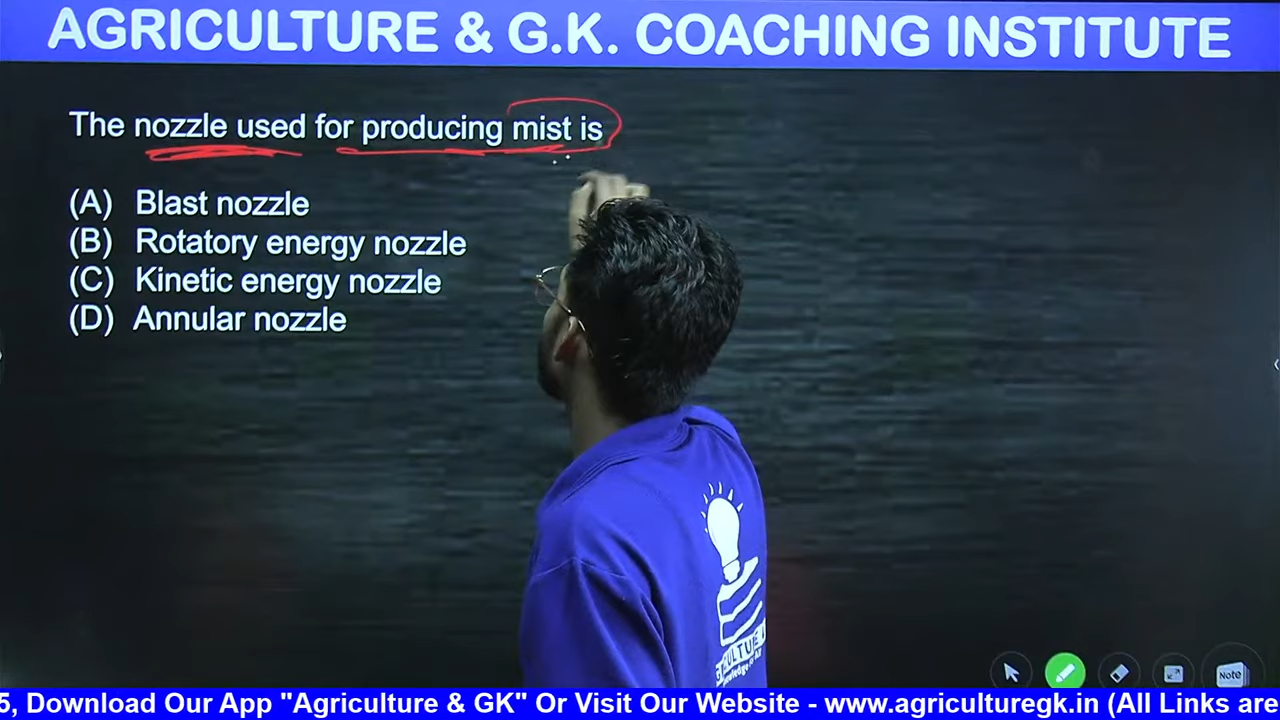 AGRICULTURE & G.K. COACHING INSTITUTE
The nozzle used for producing mist is
(A) Blast nozzle
(B) Rotatory energy nozzle
(C) Kinetic energy nozzle
(D) Annular nozzle
Note
5, Download Our App "Agriculture & GK" Or Visit Our Website - www.agriculturegk.in (All Links are